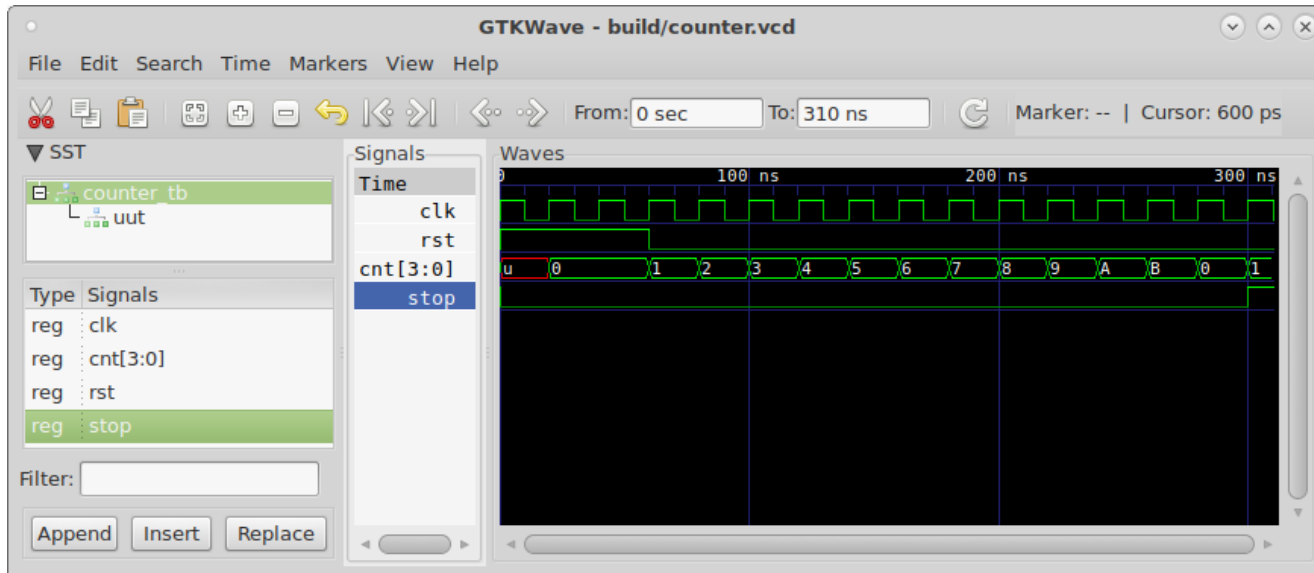 GTKWave - build/counter.vcd
File Edit Search Time Markers View Help
From: 0 sec To: 310 ns Marker: -- | Cursor: 600 ps
SST
counter_tb
uut
Type Signals
reg clk
reg cnt[3:0]
reg rst
reg stop
Filter:
Append Insert Replace
Signals
Time
clk
rst
cnt[3:0]
stop
Waves
0 100 ns 200 ns 300 ns
u 0 1 2 3 4 5 6 7 8 9 A B 0 1